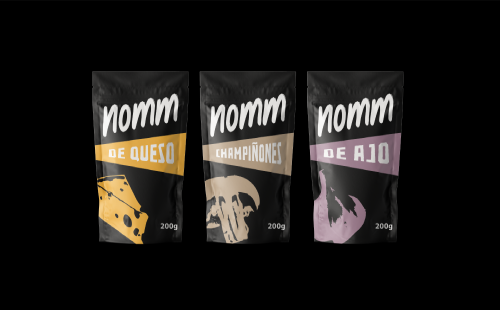 nomm
DE QUESO
200g
nomm
CHAMPIÑONES
200g
nomm
DE AJO
200g